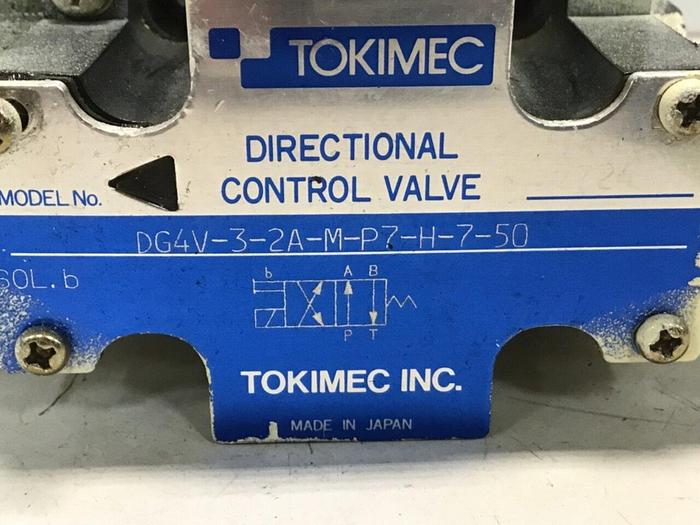 TOKIMEC
DIRECTIONAL
CONTROL VALVE
MODEL No.
DG4V-3-2A-M-P7-H-7-50
SOL.b
b A B
P T
TOKIMEC INC.
MADE IN JAPAN